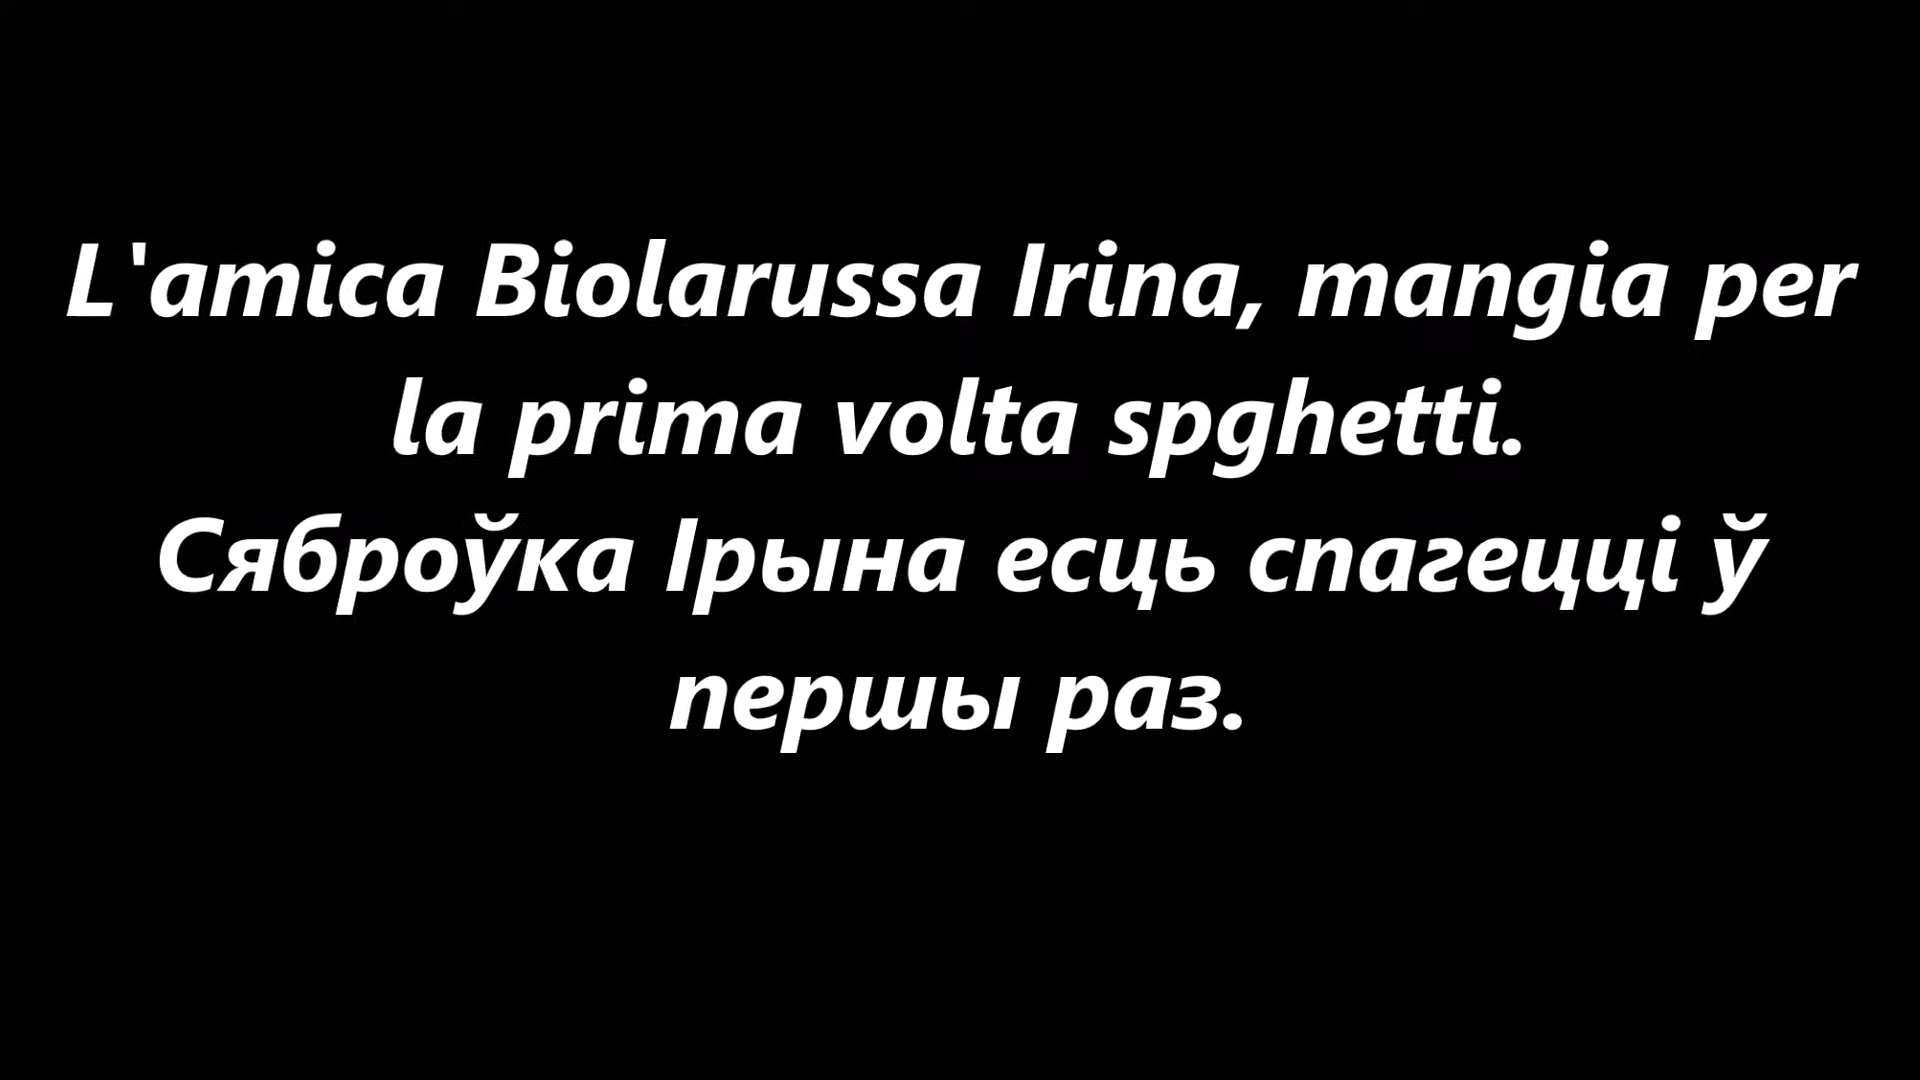 L'amica Biolarussa Irina, mangia per
la prima volta spghetti.
Сяброўка Ірына есць спагецці ў
першы раз.